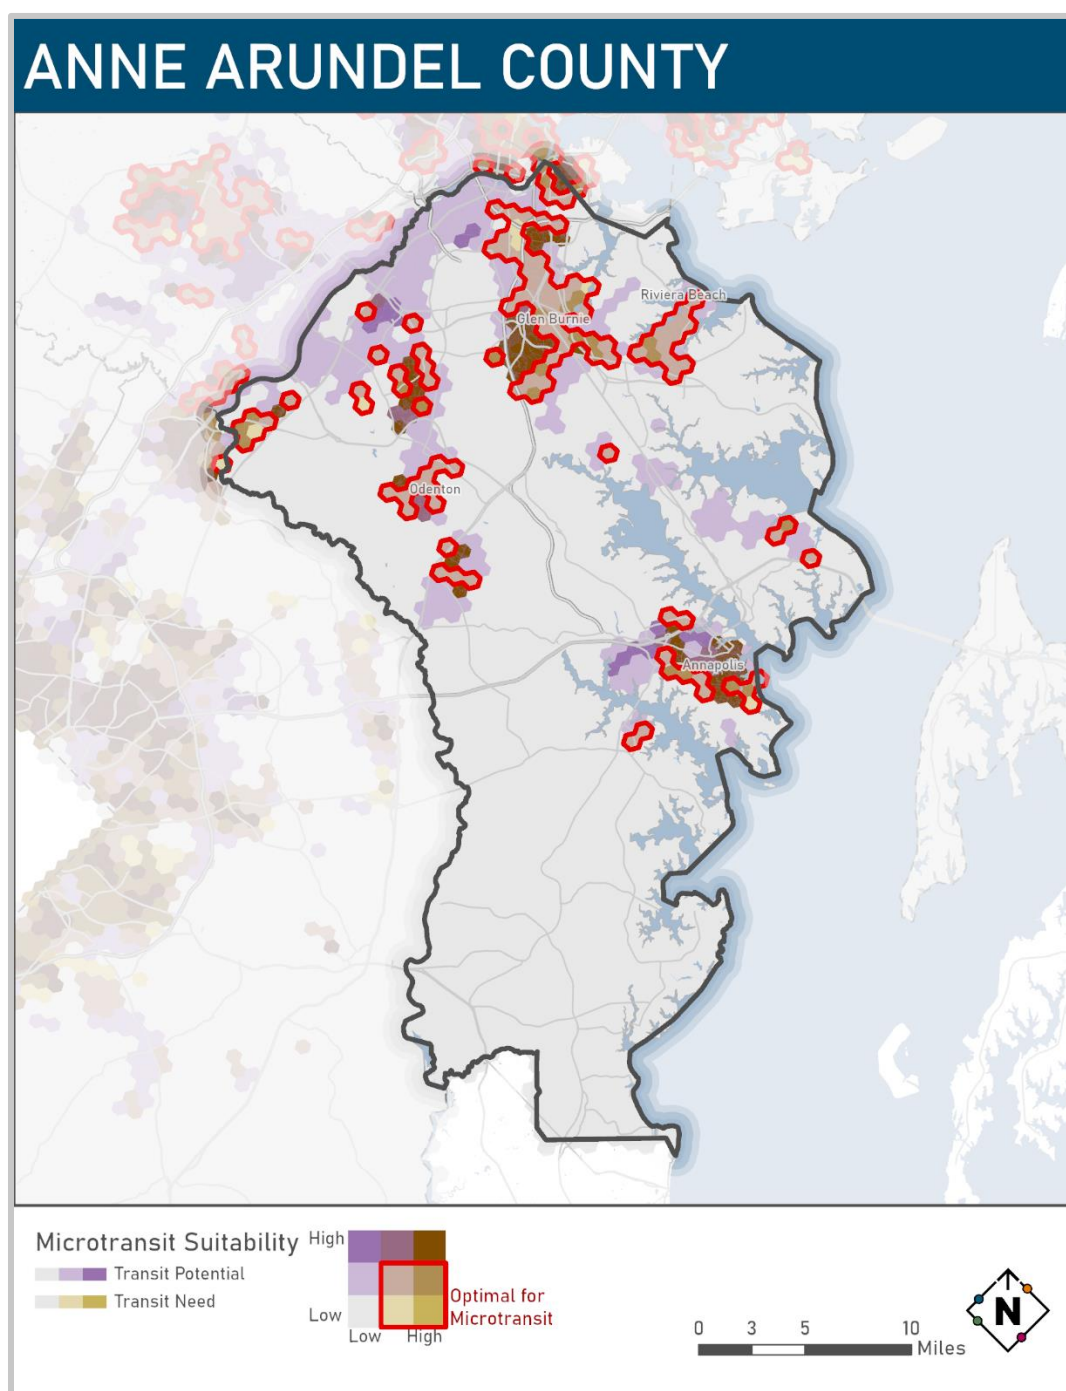 ANNE ARUNDEL COUNTY
Riviera Beach
Glen Burnie
Odenton
Annapolis
Microtransit Suitability
Transit Potential
Transit Need
High
Low
Low
High
Optimal for
Microtransit
0
3
5
10
Miles
N